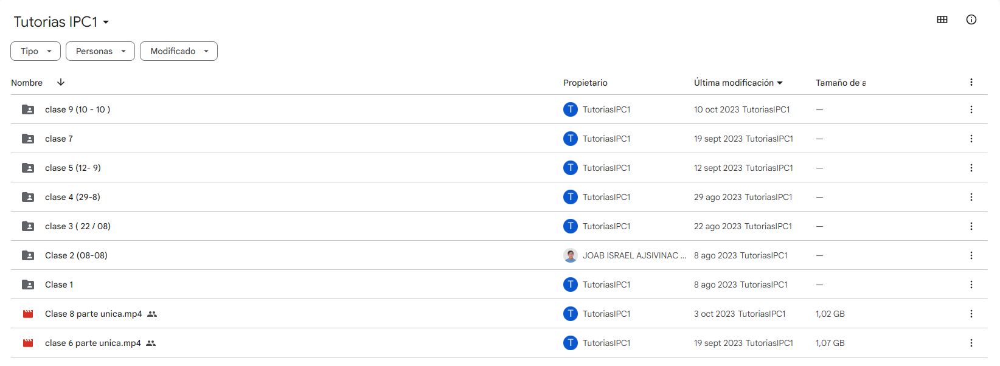 Tutorias IPC1
Tipo Personas Modificado
Nombre Propietario Última modificación Tamaño de a
clase 9 (10 - 10 ) T TutoriasIPC1 10 oct 2023 TutoriasIPC1 —
clase 7 T TutoriasIPC1 19 sept 2023 TutoriasIPC1 —
clase 5 (12- 9) T TutoriasIPC1 12 sept 2023 TutoriasIPC1 —
clase 4 (29-8) T TutoriasIPC1 29 ago 2023 TutoriasIPC1 —
clase 3 ( 22 / 08) T TutoriasIPC1 22 ago 2023 TutoriasIPC1 —
Clase 2 (08-08) JOAB ISRAEL AJSIVINAC ... 8 ago 2023 TutoriasIPC1 —
Clase 1 T TutoriasIPC1 8 ago 2023 TutoriasIPC1 —
Clase 8 parte unica.mp4 T TutoriasIPC1 3 oct 2023 TutoriasIPC1 1,02 GB
clase 6 parte unica.mp4 T TutoriasIPC1 19 sept 2023 TutoriasIPC1 1,07 GB